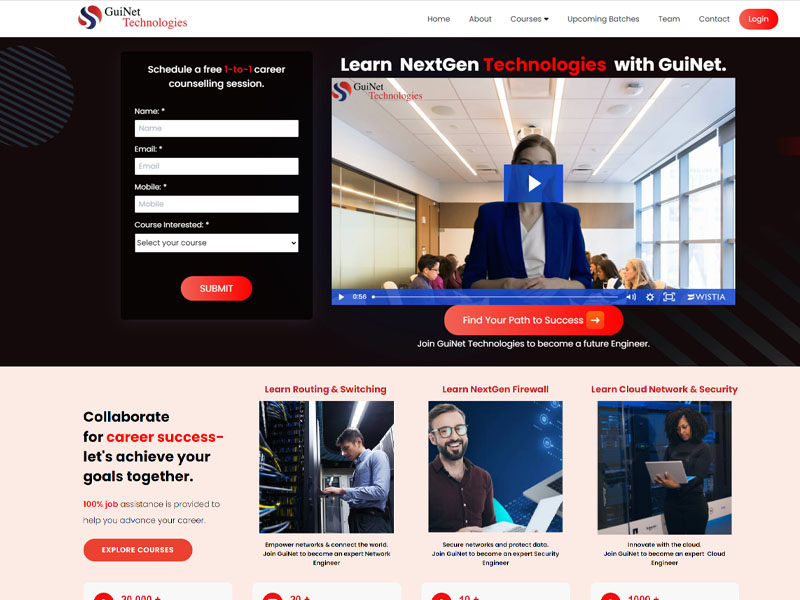 GuiNet
Technologies
Home About Courses Upcoming Batches Team Contact Login
Schedule a free 1-to-1 career
counselling session.
Name: *
Name
Email: *
Email
Mobile: *
Mobile
Course Interested: *
Select your course
SUBMIT
Learn NextGen Technologies with GuiNet.
GuiNet
Technologies
0:56
WISTIA
Find Your Path to Success
Join GuiNet Technologies to become a future Engineer.
Collaborate
for career success-
let's achieve your
goals together.
100% job assistance is provided to
help you advance your career.
EXPLORE COURSES
Learn Routing & Switching
Empower networks & connect the world.
Join GuiNet to become an expert Network
Engineer
Learn NextGen Firewall
Secure networks and protect data.
Join GuiNet to become an expert Security
Engineer
Learn Cloud Network & Security
Innovate with the cloud.
Join GuiNet to become an expert Cloud
Engineer